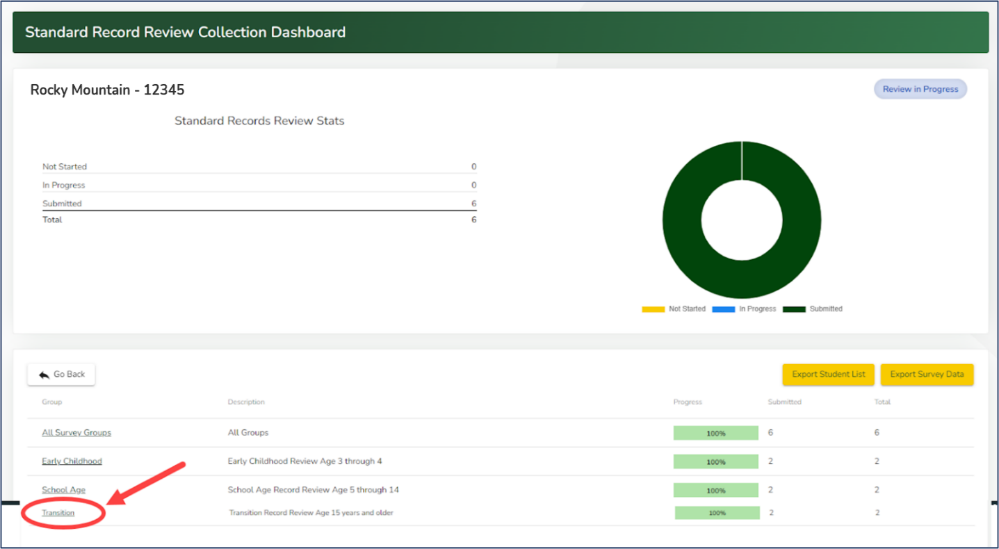 Standard Record Review Collection Dashboard
Rocky Mountain - 12345
Review in Progress
Standard Records Review Stats
Not Started 0
In Progress 0
Submitted 6
Total 6
Not Started In Progress Submitted
Go Back
Export Student List Export Survey Data
Group Description Progress Submitted Total
All Survey Groups All Groups 100% 6 6
Early Childhood Early Childhood Review Age 3 through 4 100% 2 2
School Age School Age Record Review Age 5 through 14 100% 2 2
Transition Transition Record Review Age 15 years and older 100% 2 2